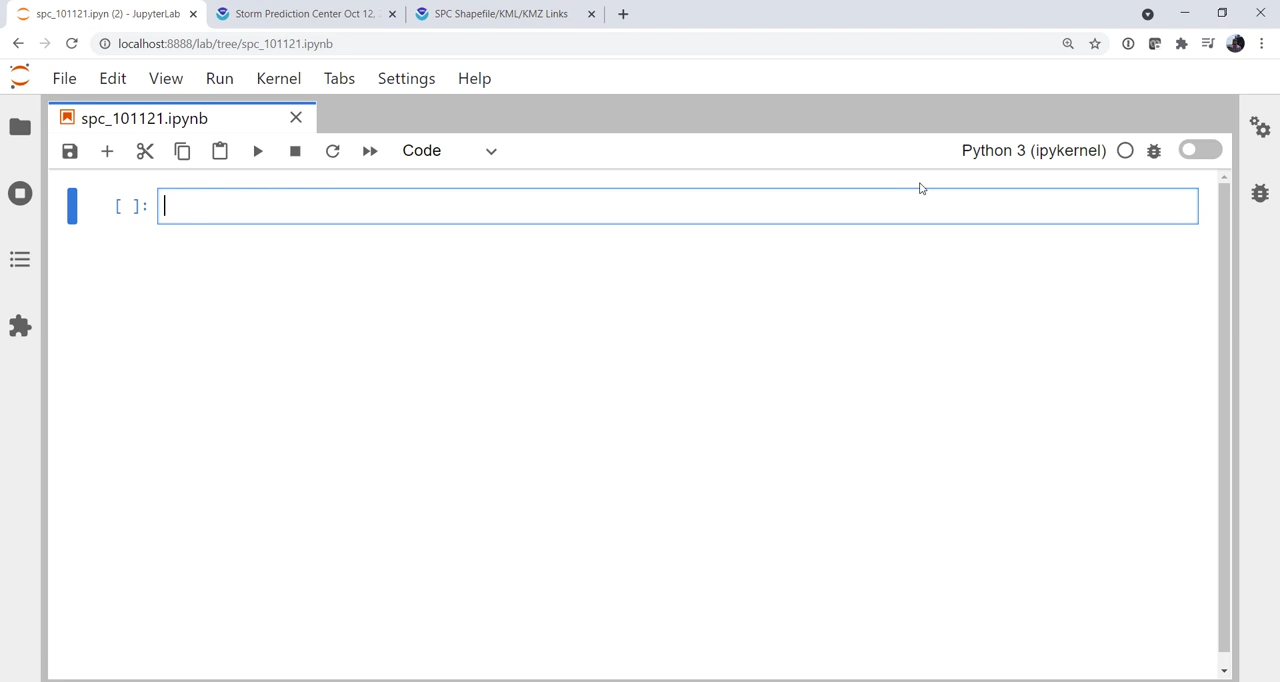 spc_101121.ipyn (2) - JupyterLab
Storm Prediction Center Oct 12,
SPC Shapefile/KML/KMZ Links
localhost:8888/lab/tree/spc_101121.ipynb
File Edit View Run Kernel Tabs Settings Help
spc_101121.ipynb
Code Python 3 (ipykernel)
[ ]: